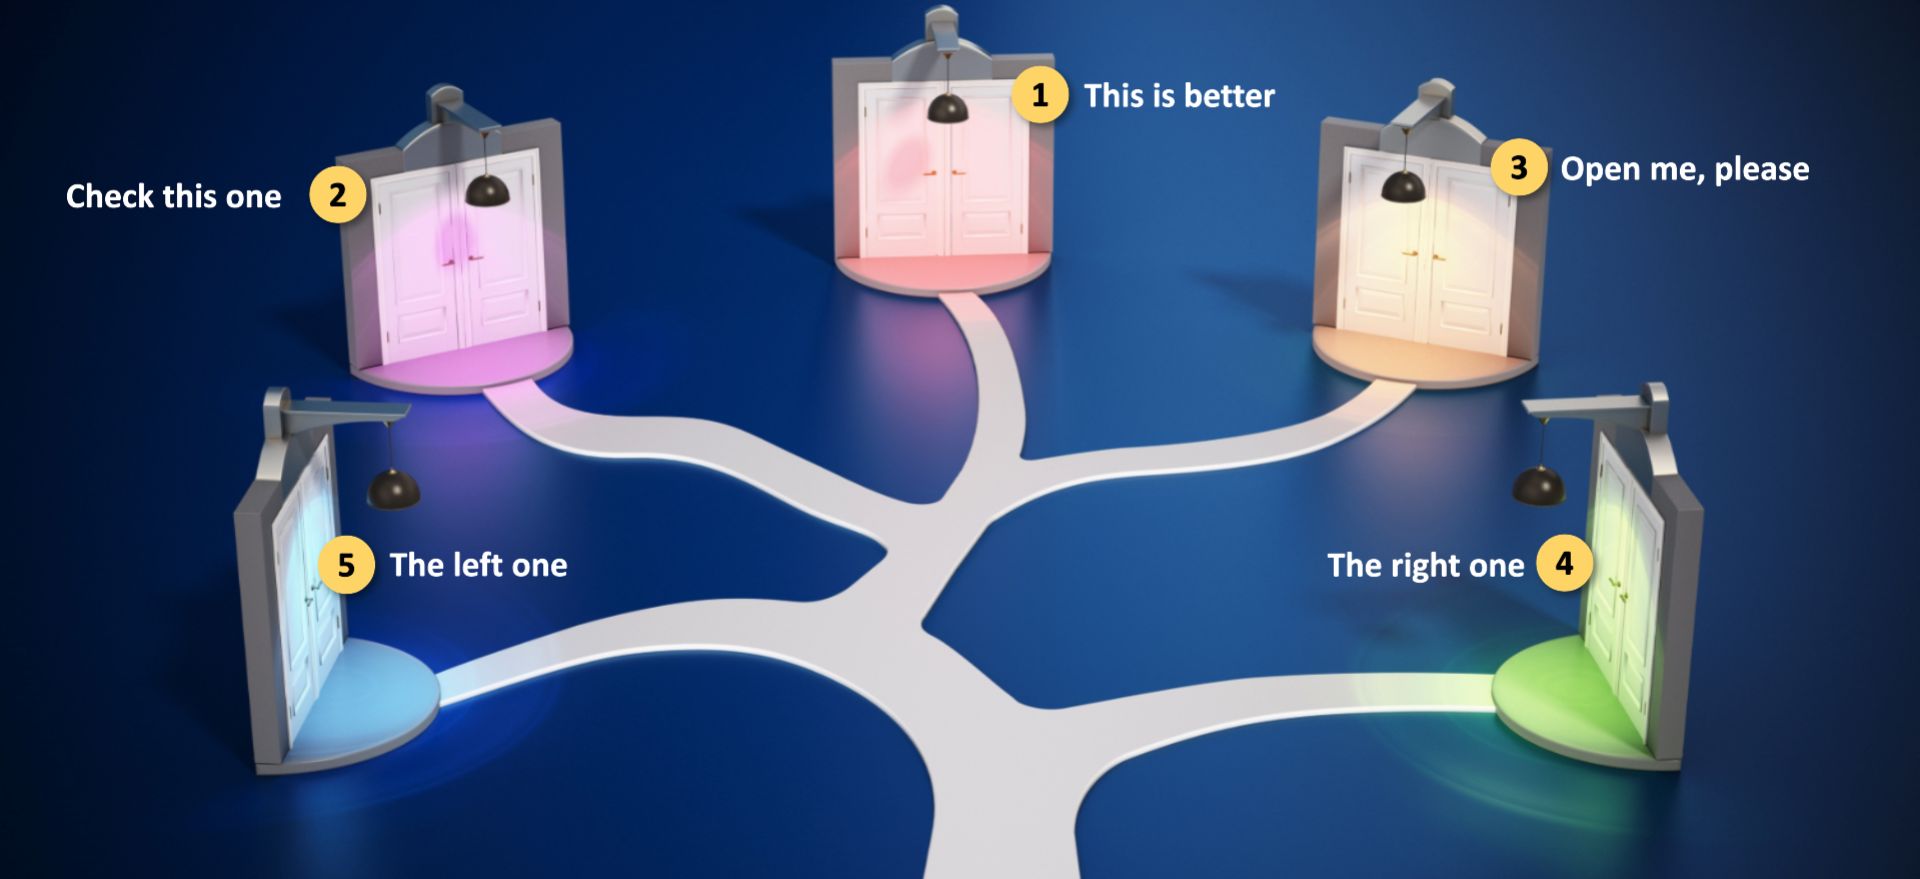 1 This is better
Check this one 2
3 Open me, please
5 The left one
The right one 4